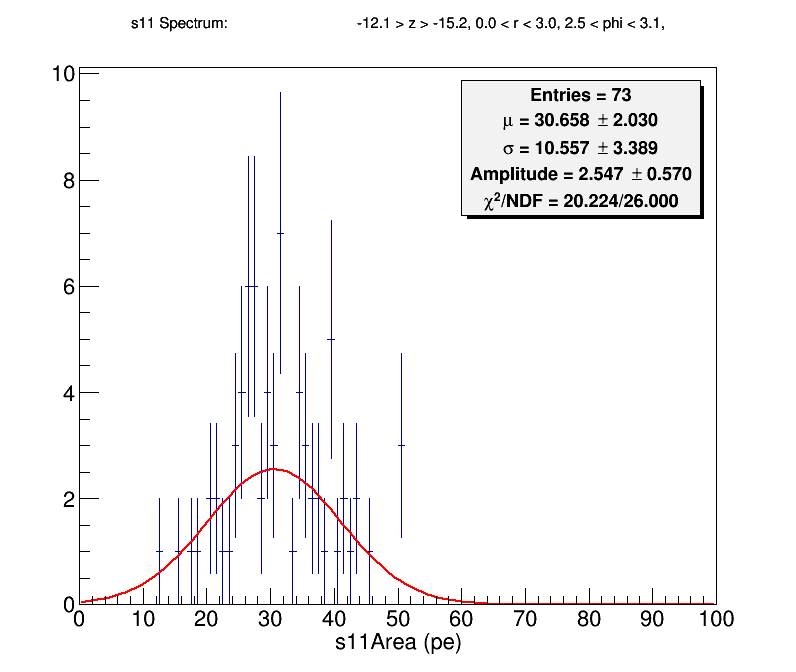 s11 Spectrum: -12.1 > z > -15.2, 0.0 < r < 3.0, 2.5 < phi < 3.1,
Entries = 73
μ = 30.658 ± 2.030
σ = 10.557 ± 3.389
Amplitude = 2.547 ± 0.570
χ²/NDF = 20.224/26.000
10
8
6
4
2
0
0 10 20 30 40 50 60 70 80 90 100
s11Area (pe)